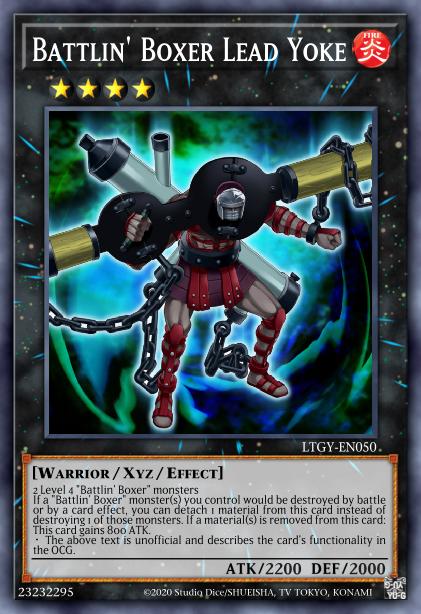 Battlin' Boxer Lead Yoke
FIRE
炎
LTGY-EN050
[Warrior / Xyz / Effect]
2 Level 4 "Battlin' Boxer" monsters
If a "Battlin' Boxer" monster(s) you control would be destroyed by battle
or by a card effect, you can detach 1 material from this card instead of
destroying 1 of those monsters. If a material(s) is removed from this card:
This card gains 800 ATK.
· The above text is unofficial and describes the card's functionality in
the OCG.
ATK/2200 DEF/2000
23232295 ©2020 Studio Dice/SHUEISHA, TV TOKYO, KONAMI